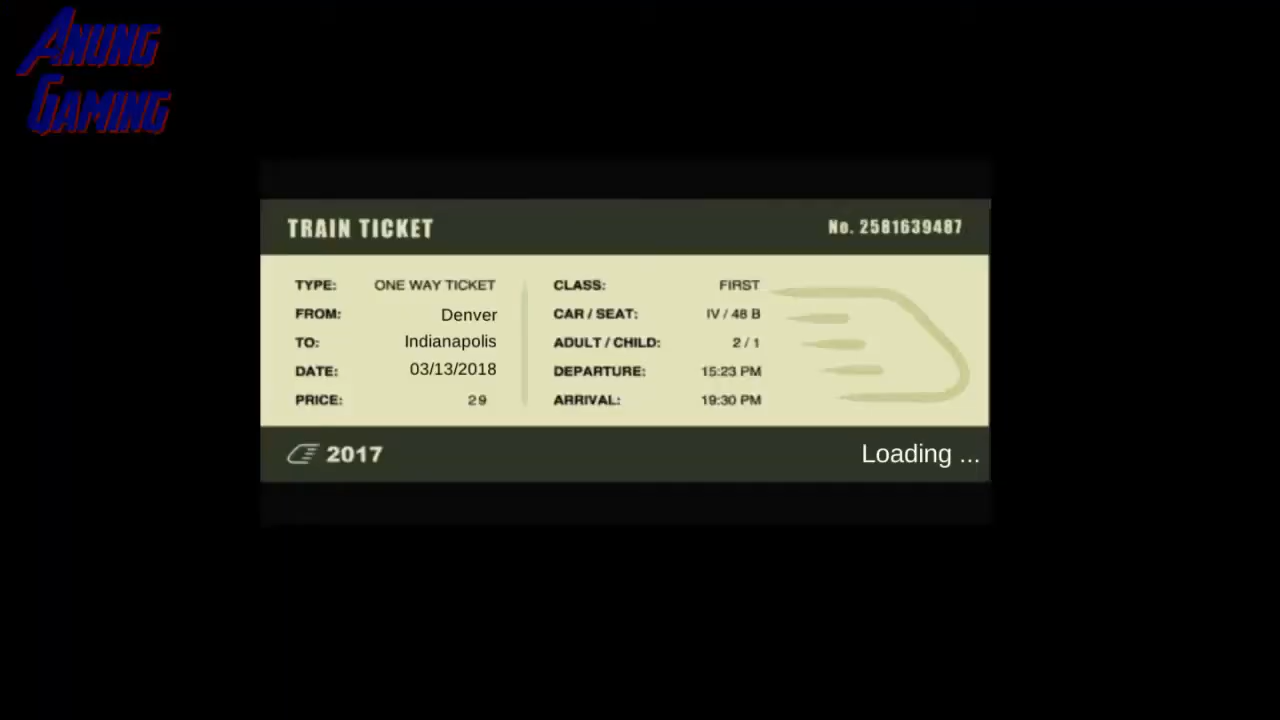 ANUNG
GAMING
TRAIN TICKET
No. 2581639487
TYPE: ONE WAY TICKET
FROM: Denver
TO: Indianapolis
DATE: 03/13/2018
PRICE: 29
CLASS: FIRST
CAR / SEAT: IV / 48 B
ADULT / CHILD: 2 / 1
DEPARTURE: 15:23 PM
ARRIVAL: 19:30 PM
2017
Loading ...